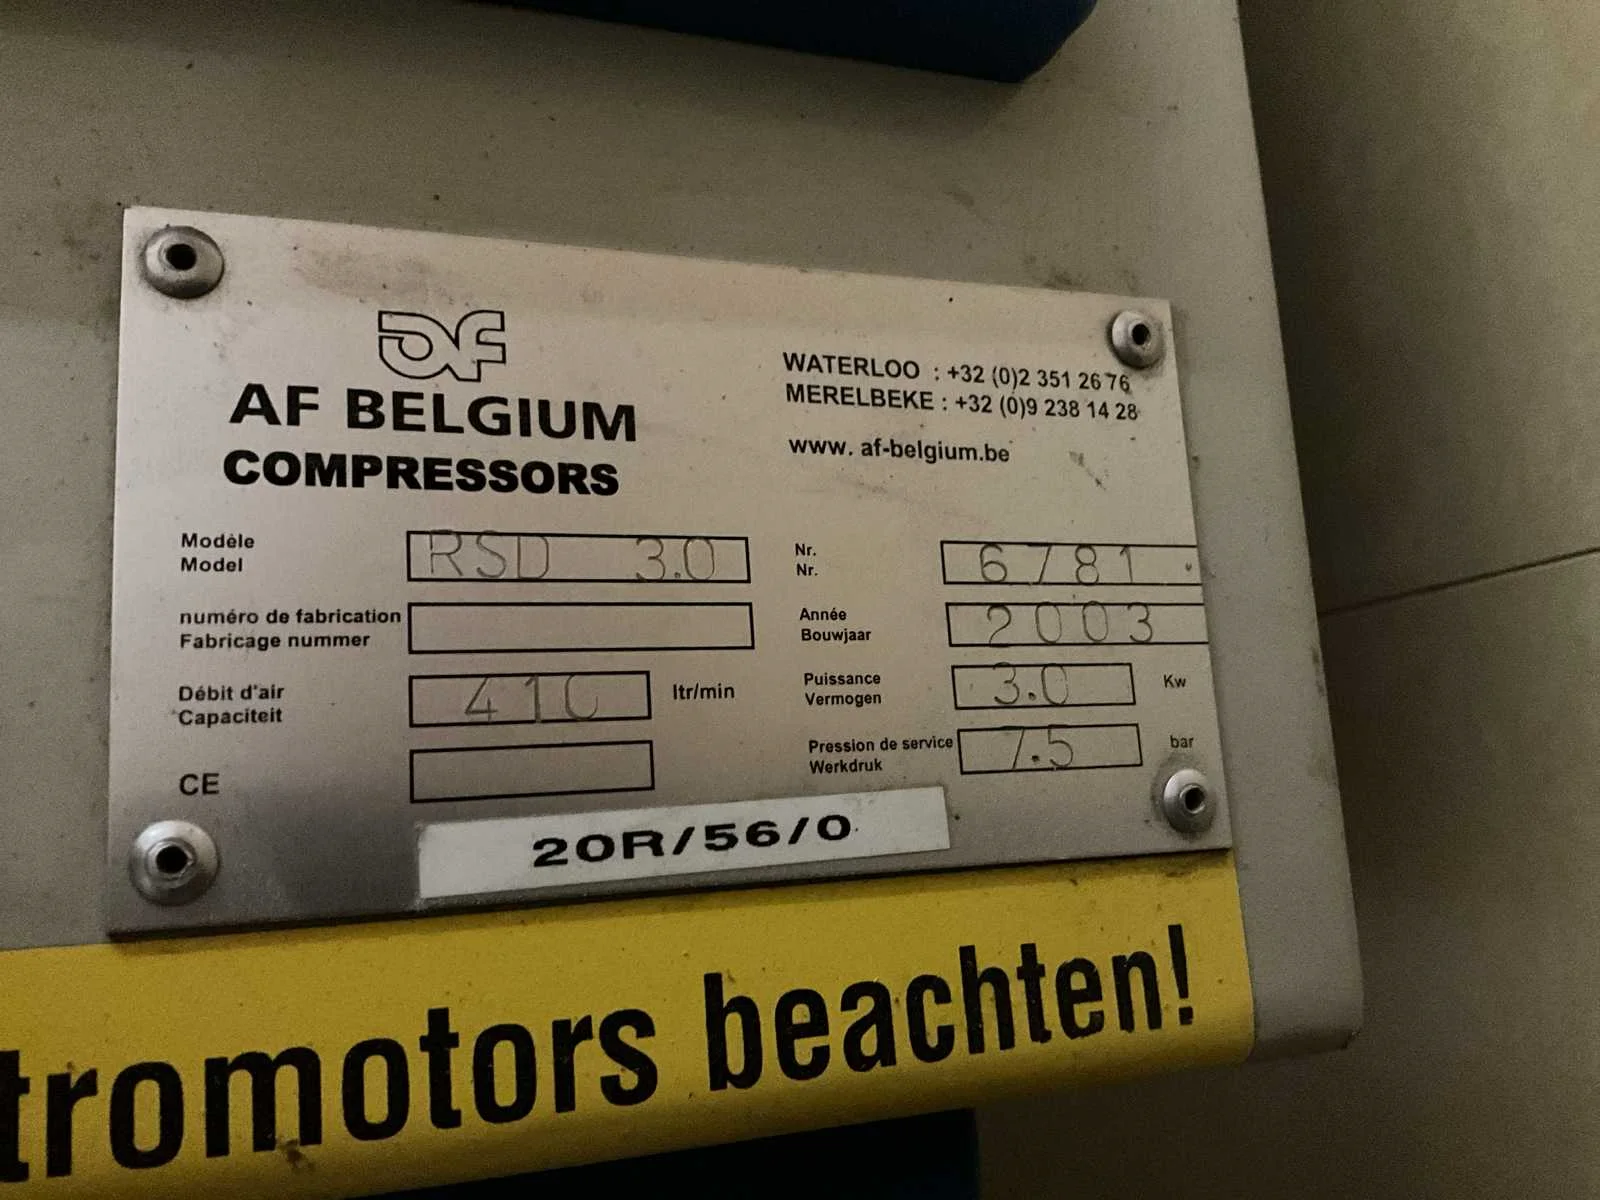 AF
AF BELGIUM
COMPRESSORS
WATERLOO : +32 (0)2 351 26 76
MERELBEKE : +32 (0)9 238 14 28
www. af-belgium.be
Modèle
Model
RSD 3.0
Nr.
Nr.
6781
numéro de fabrication
Fabricage nummer
Année
Bouwjaar
2003
Débit d'air
Capaciteit
410
ltr/min
Puissance
Vermogen
3.0
Kw
CE
Pression de service
Werkdruk
7.5
bar
20R/56/0
tromotors beachten!